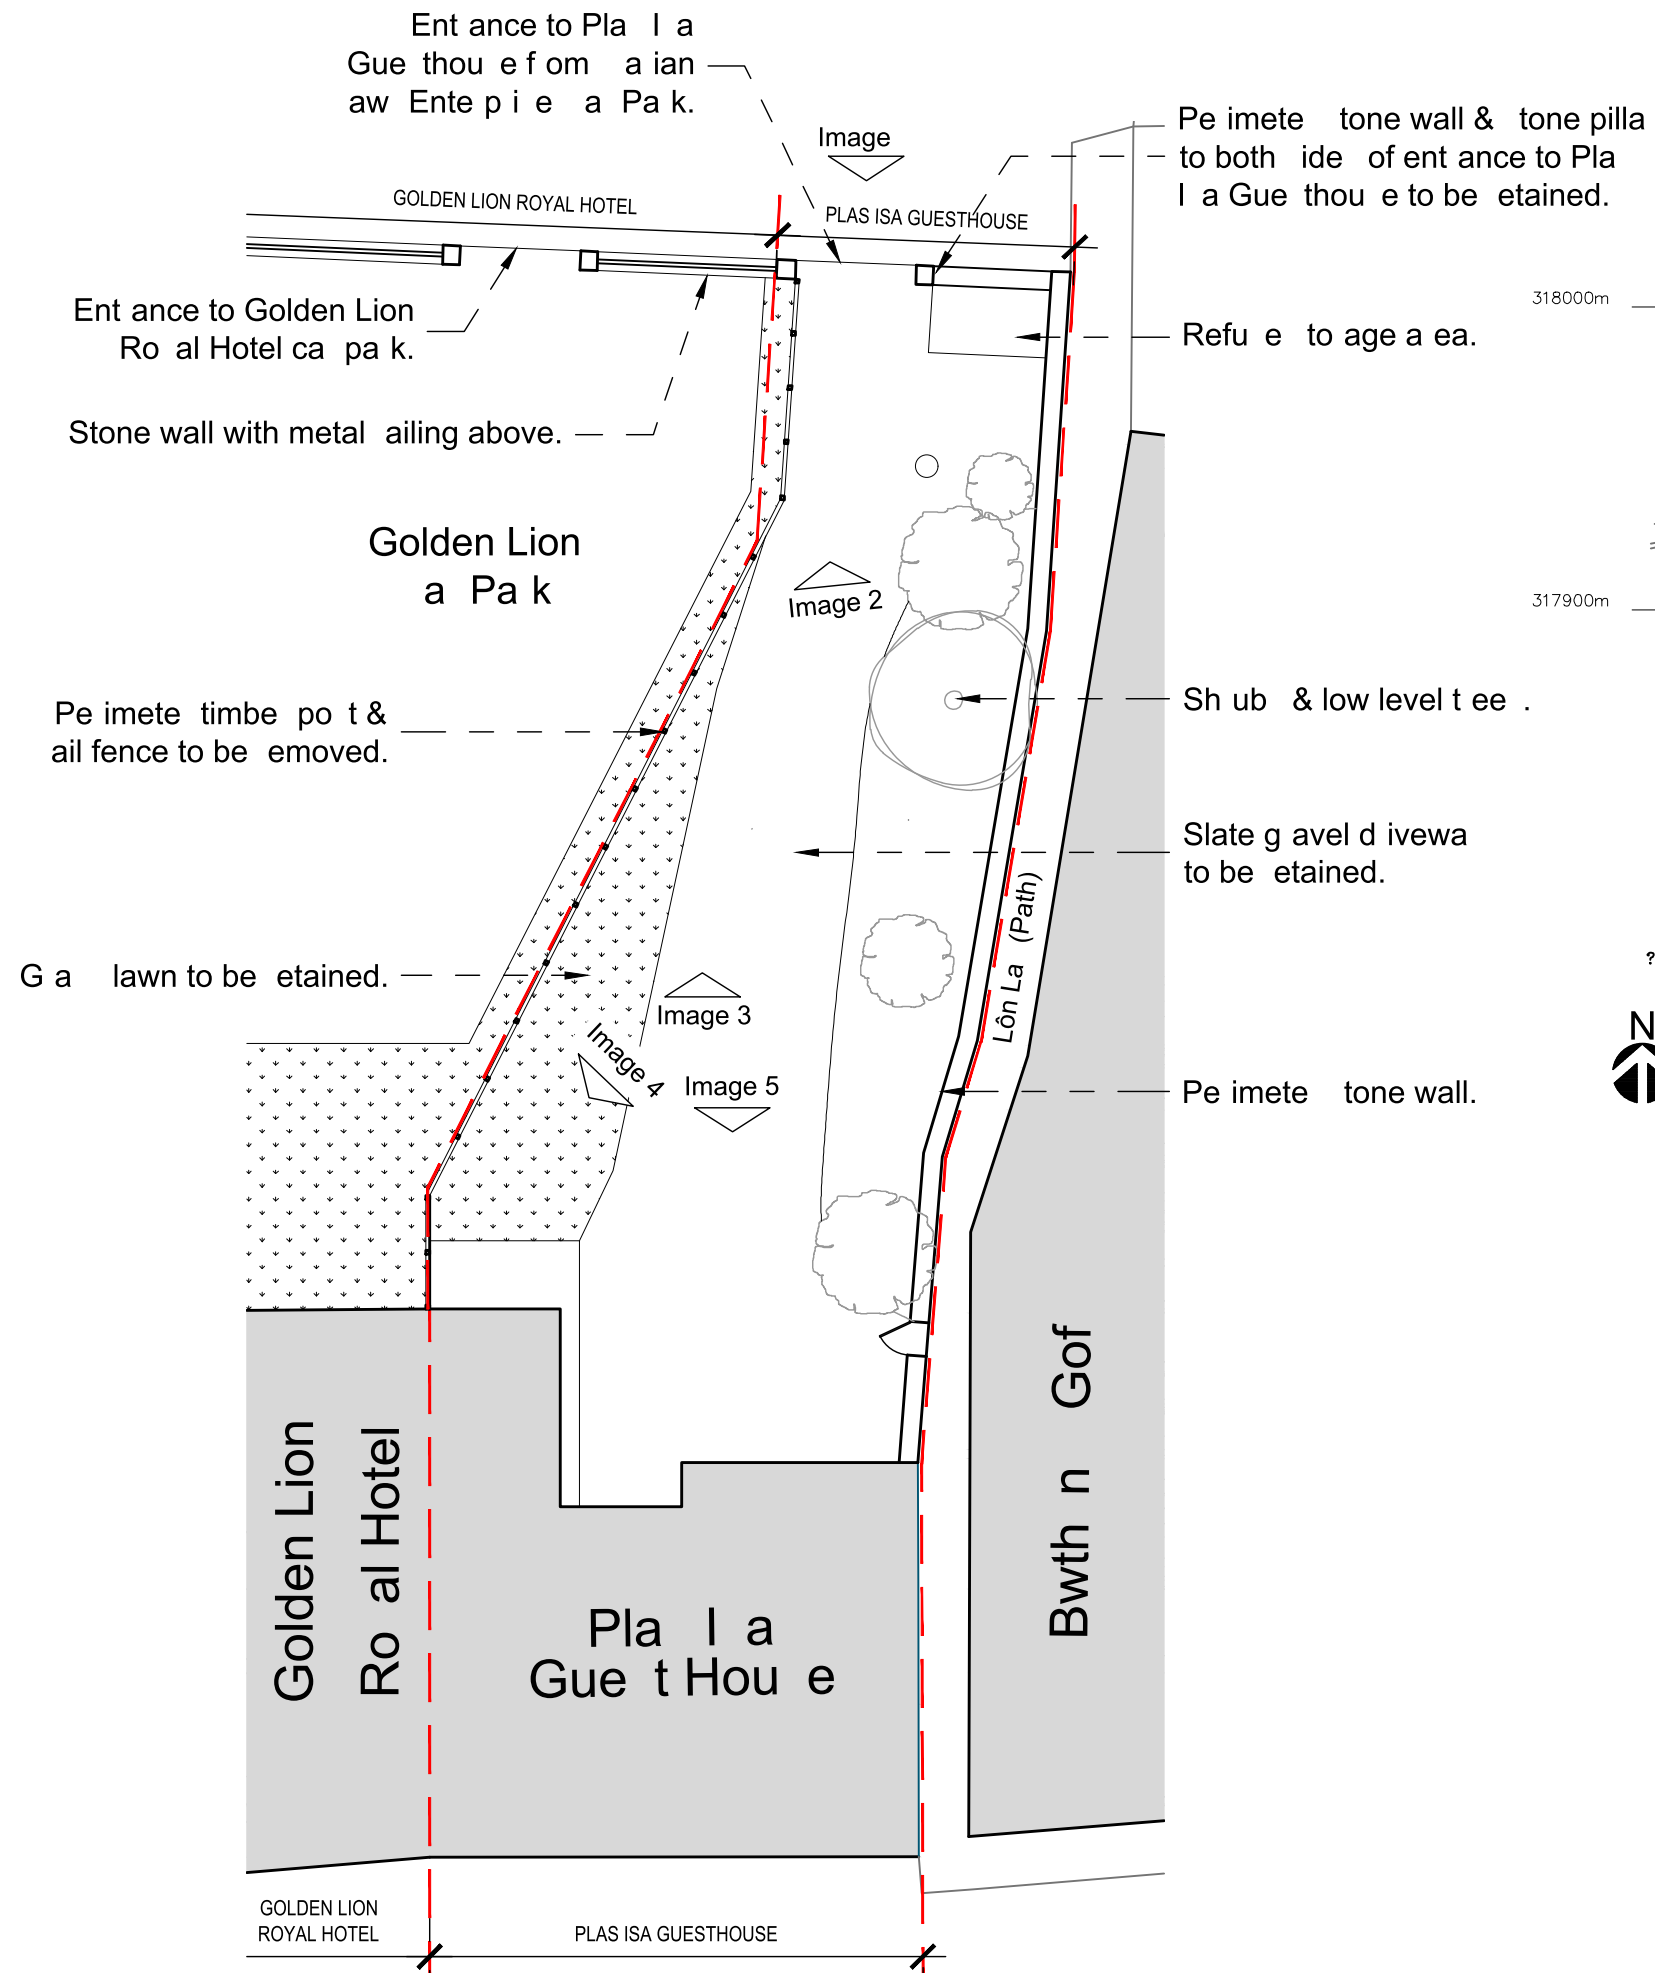 Ent ance to Pla I a
Gue thou e f om a ian
aw Ente p i e a Pa k.
Image
Pe imete tone wall & tone pilla
to both ide of ent ance to Pla
I a Gue thou e to be etained.
GOLDEN LION ROYAL HOTEL
PLAS ISA GUESTHOUSE
Ent ance to Golden Lion
Ro al Hotel ca pa k.
318000m
Refu e to age a ea.
Stone wall with metal ailing above.
Golden Lion
a Pa k
Image 2
317900m
Sh ub & low level t ee .
Pe imete timbe po t &
ail fence to be emoved.
Slate g avel d ivewa
to be etained.
Lôn La (Path)
G a lawn to be etained.
?
N
Image 3
Image 4
Image 5
Pe imete tone wall.
Golden Lion
Ro al Hotel
Bwth n Gof
Pla I a
Gue t Hou e
GOLDEN LION
ROYAL HOTEL
PLAS ISA GUESTHOUSE